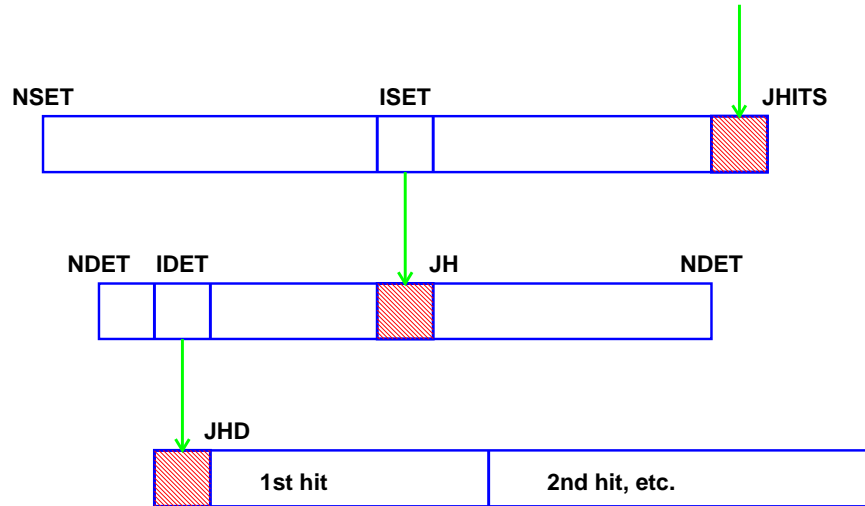 NSET ISET JHITS
NDET IDET JH NDET
JHD
1st hit 2nd hit, etc.